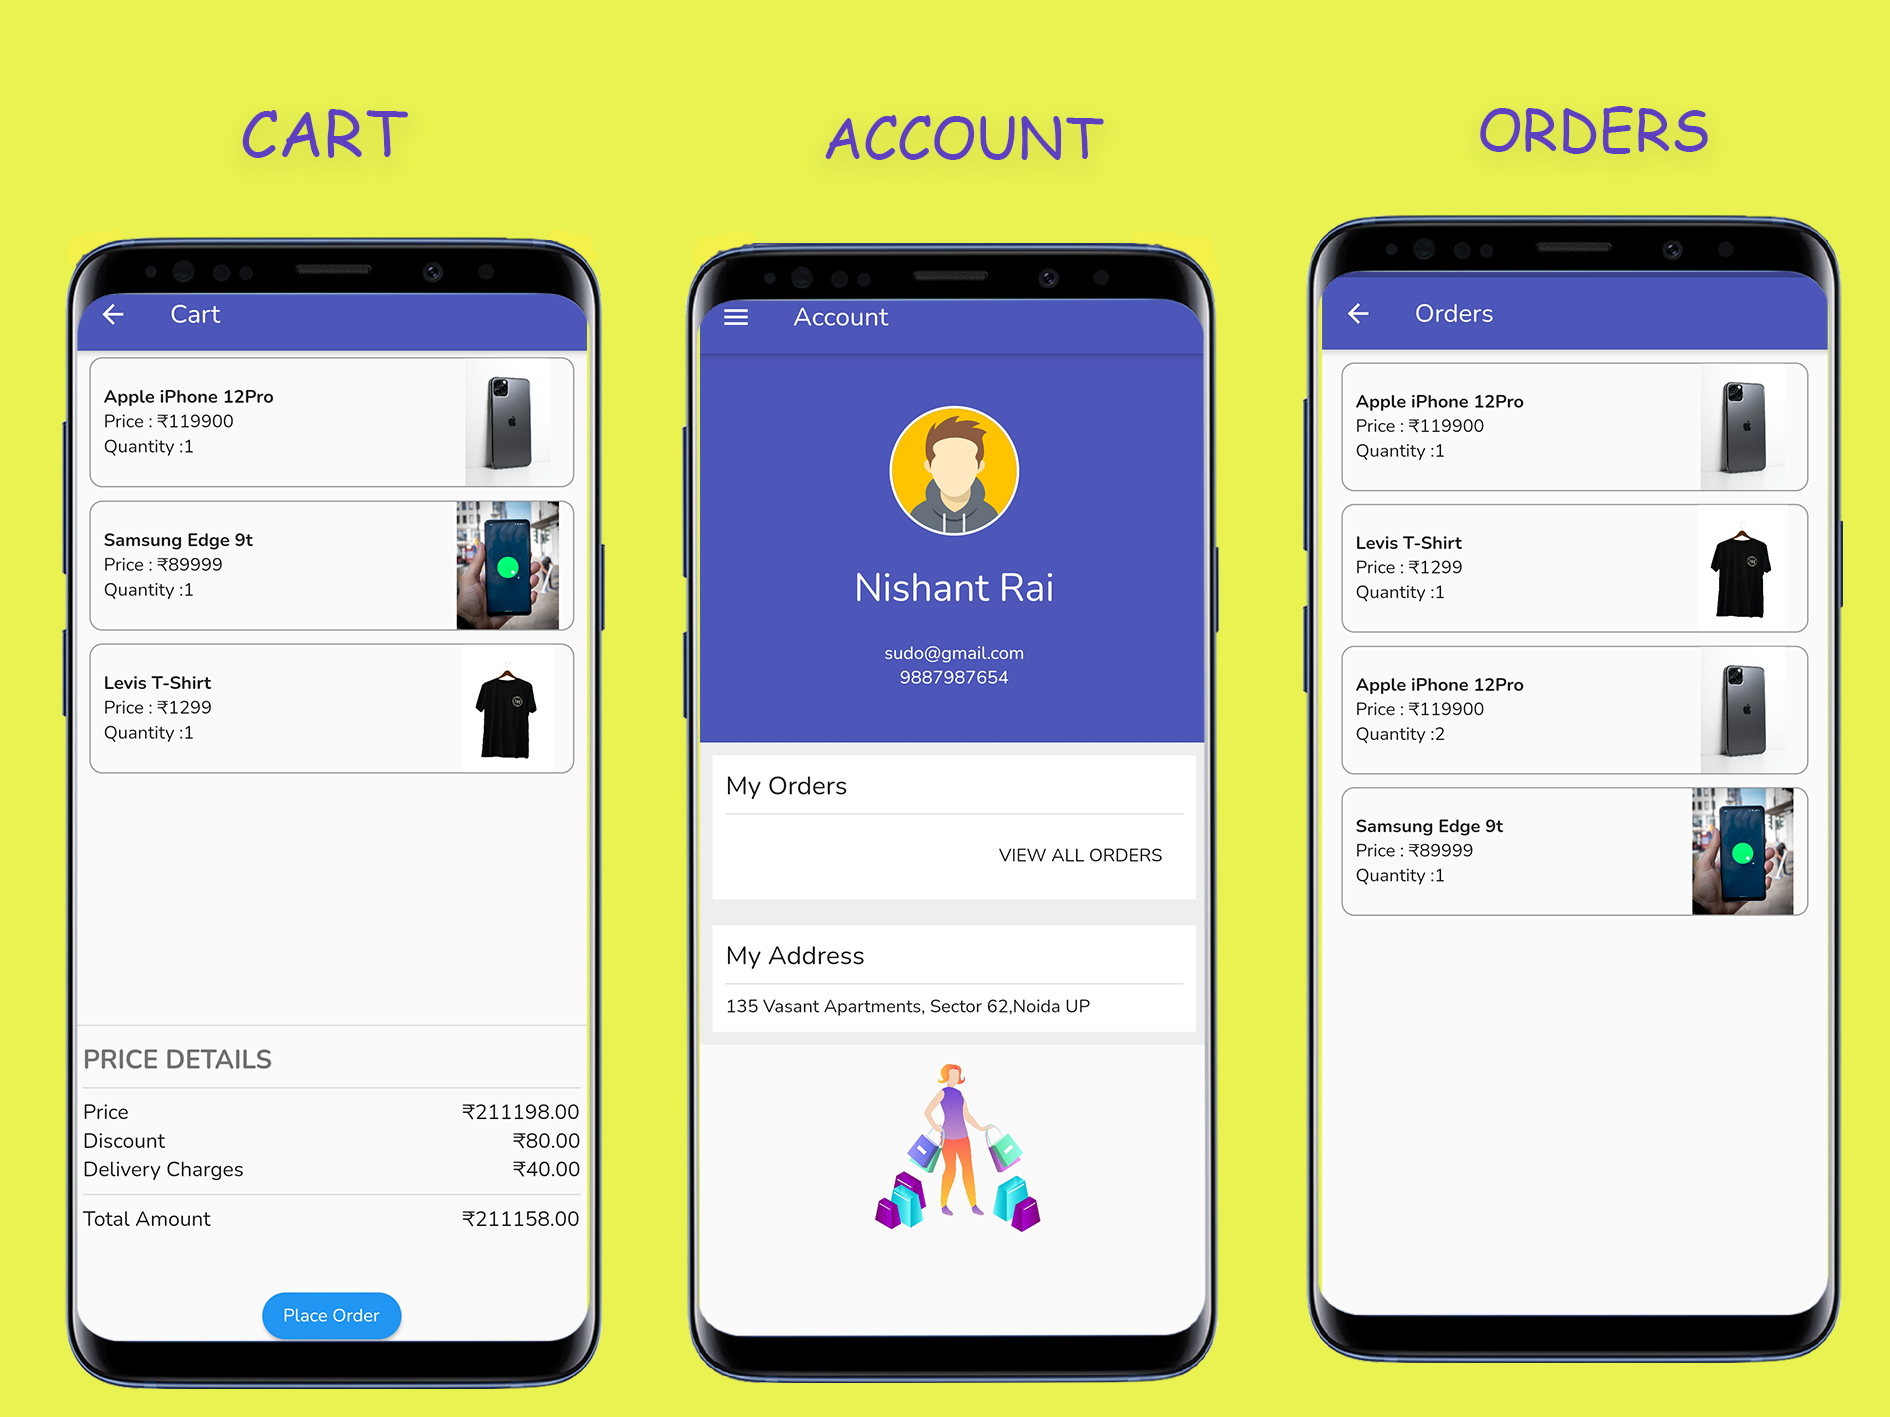 CART
Cart
Apple iPhone 12Pro
Price : ₹119900
Quantity :1
Samsung Edge 9t
Price : ₹89999
Quantity :1
Levis T-Shirt
Price : ₹1299
Quantity :1
PRICE DETAILS
Price ₹211198.00
Discount ₹80.00
Delivery Charges ₹40.00
Total Amount ₹211158.00
Place Order
ACCOUNT
Account
Nishant Rai
sudo@gmail.com
9887987654
My Orders
VIEW ALL ORDERS
My Address
135 Vasant Apartments, Sector 62,Noida UP
ORDERS
Orders
Apple iPhone 12Pro
Price : ₹119900
Quantity :1
Levis T-Shirt
Price : ₹1299
Quantity :1
Apple iPhone 12Pro
Price : ₹119900
Quantity :2
Samsung Edge 9t
Price : ₹89999
Quantity :1